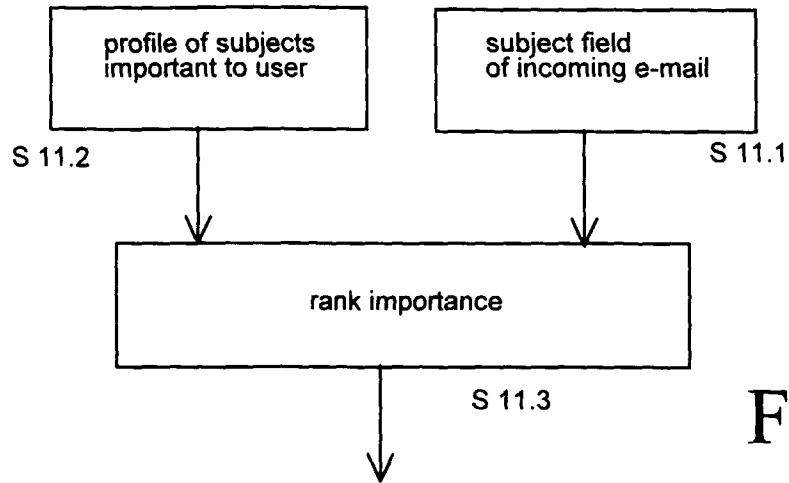 profile of subjects
important to user
subject field
of incoming e-mail
S 11.2
S 11.1
rank importance
S 11.3
F